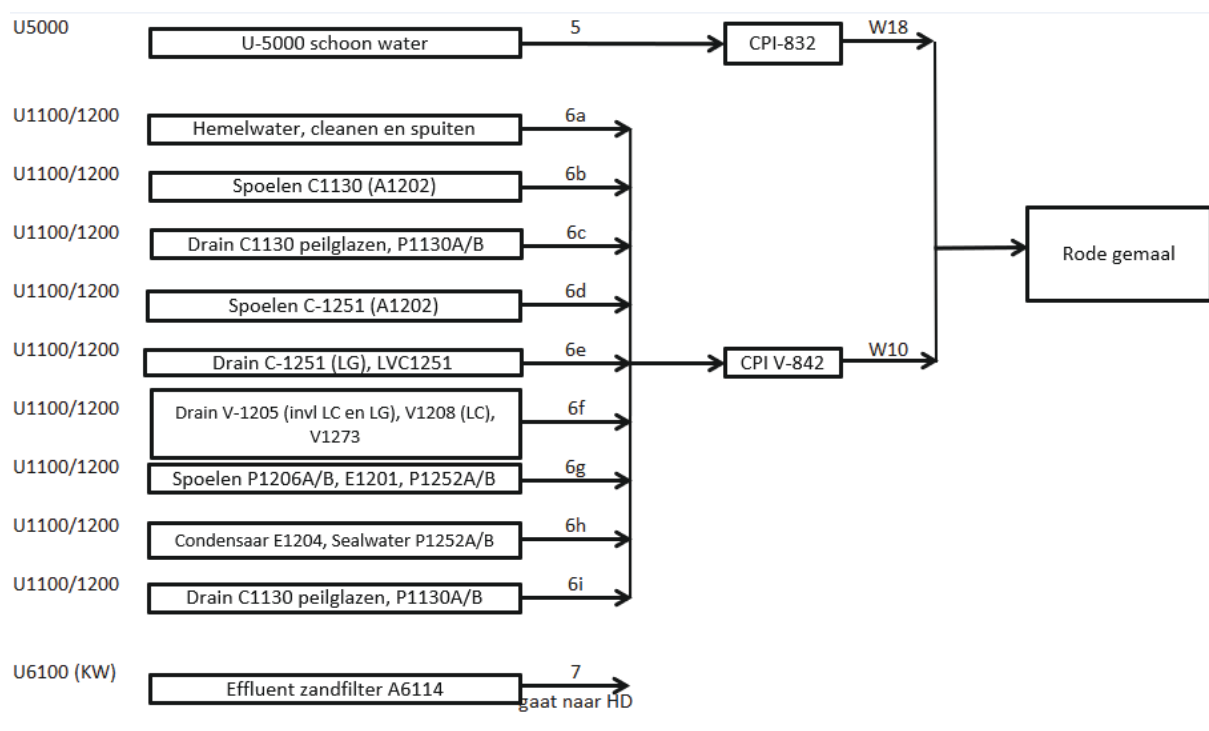 U5000
U-5000 schoon water
5
CPI-832
W18
U1100/1200
Hemelwater, cleanen en spuiten
6a
U1100/1200
Spoelen C1130 (A1202)
6b
U1100/1200
Drain C1130 peilglazen, P1130A/B
6c
Rode gemaal
U1100/1200
Spoelen C-1251 (A1202)
6d
U1100/1200
Drain C-1251 (LG), LVC1251
6e
CPI V-842
W10
U1100/1200
Drain V-1205 (invl LC en LG), V1208 (LC),
V1273
6f
U1100/1200
Spoelen P1206A/B, E1201, P1252A/B
6g
U1100/1200
Condensaar E1204, Sealwater P1252A/B
6h
U1100/1200
Drain C1130 peilglazen, P1130A/B
6i
U6100 (KW)
Effluent zandfilter A6114
7
gaat naar HD